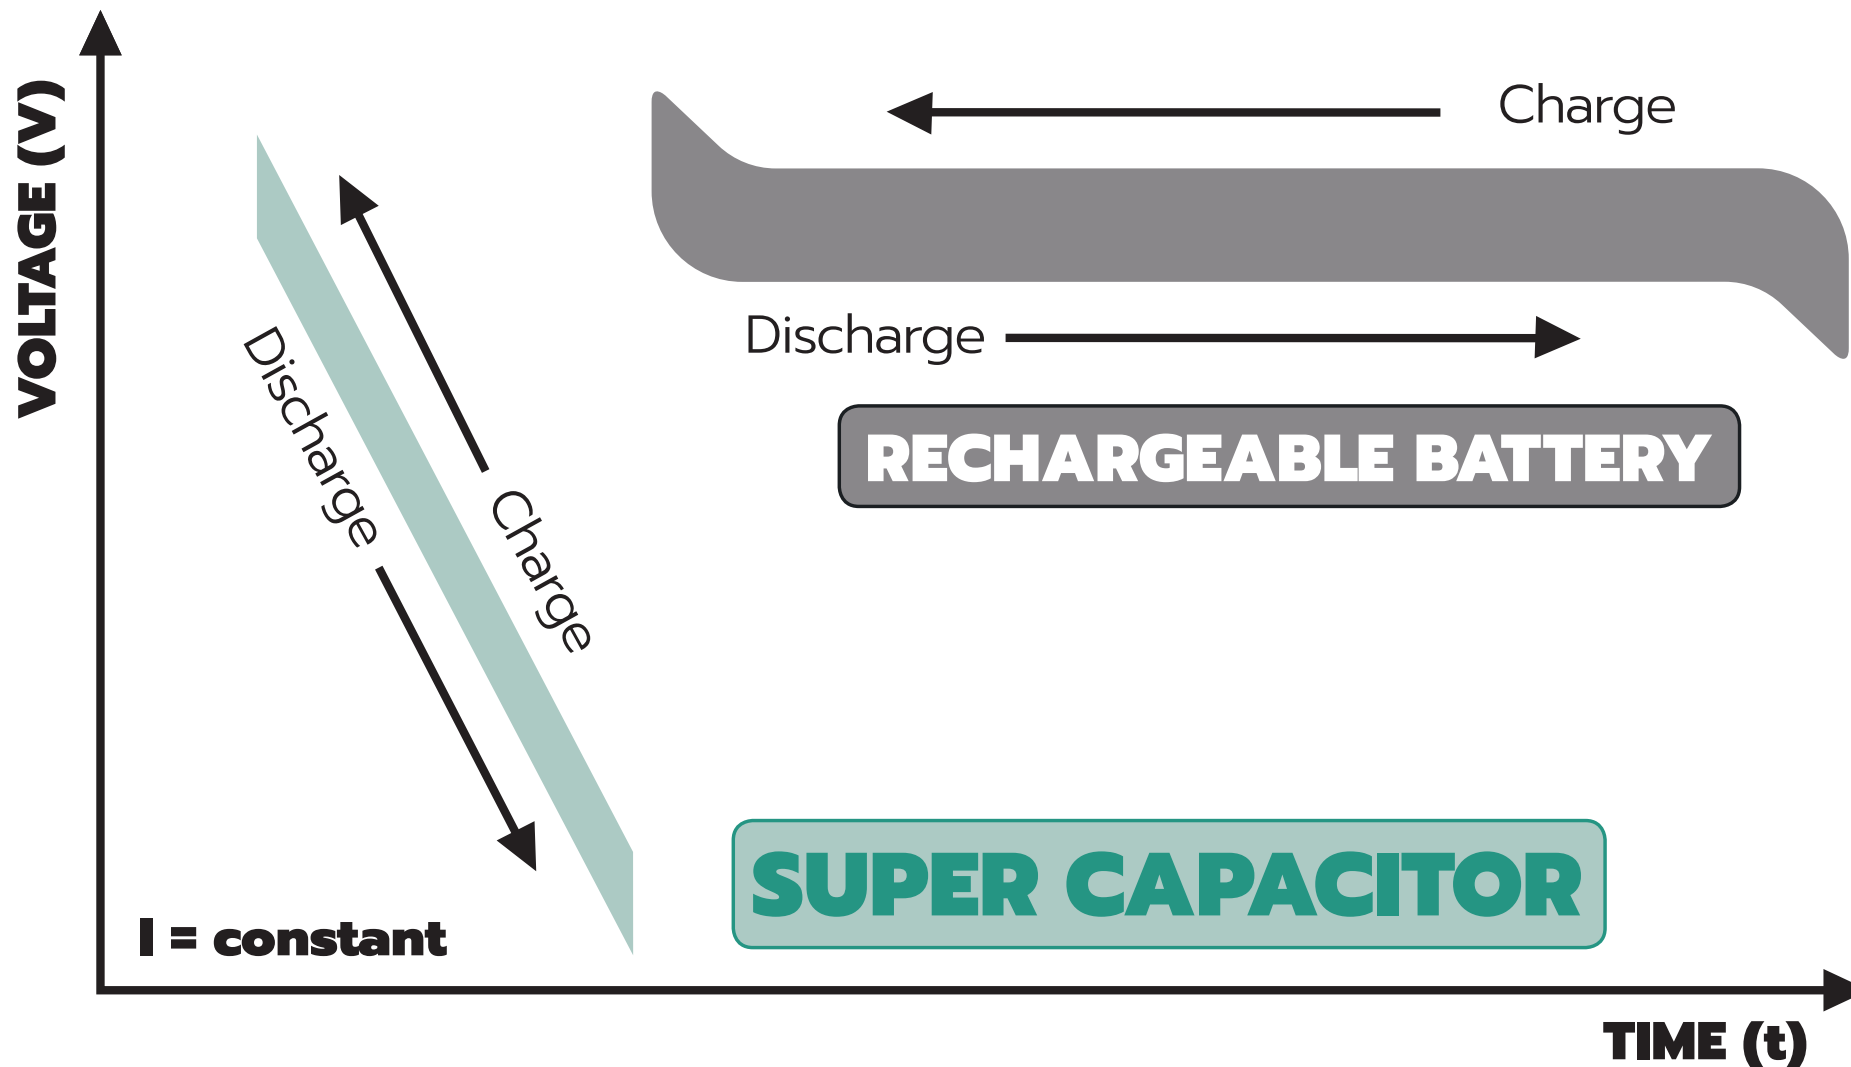 VOLTAGE (V)
Charge
Discharge
RECHARGEABLE BATTERY
Discharge
Charge
SUPER CAPACITOR
I = constant
TIME (t)